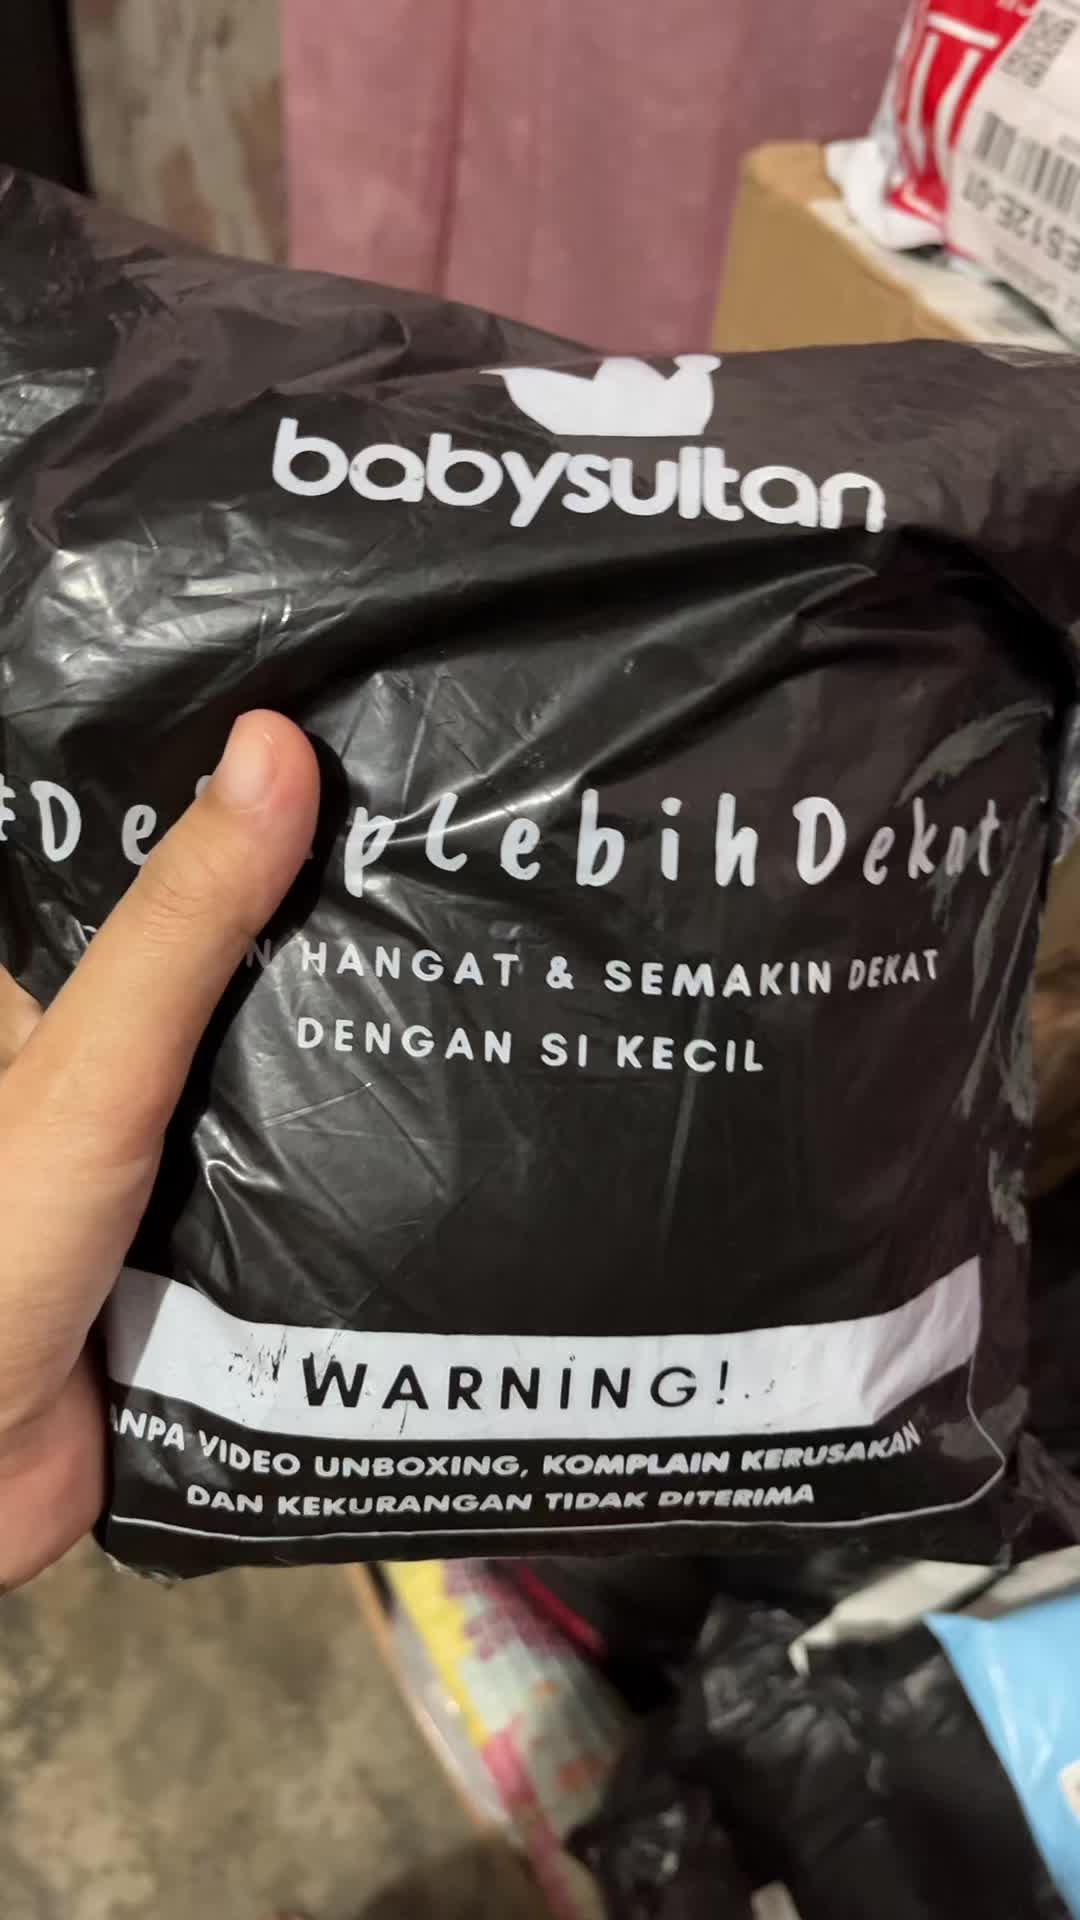 babysultan
HANGAT & SEMAKIN DEKAT
DENGAN SI KECIL
WARNING!
VIDEO UNBOXING, KOMPLAIN KERUSAKAN
DAN KEKURANGAN TIDAK DITERIMA